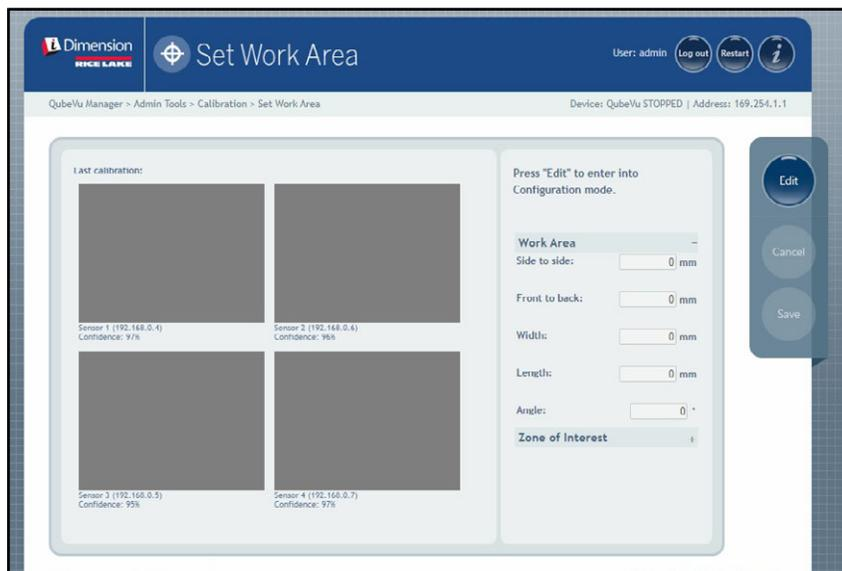 iDimension
RICE LAKE
Set Work Area
User: admin
Log out
Restart
i
QubeVu Manager > Admin Tools > Calibration > Set Work Area
Device: QubeVu STOPPED | Address: 169.254.1.1
Last calibration:
Sensor 1 (192.168.0.4)
Confidence: 97%
Sensor 2 (192.168.0.6)
Confidence: 96%
Sensor 3 (192.168.0.5)
Confidence: 95%
Sensor 4 (192.168.0.7)
Confidence: 97%
Press "Edit" to enter into
Configuration mode.
Work Area −
Side to side: 0 mm
Front to back: 0 mm
Width: 0 mm
Length: 0 mm
Angle: 0 °
Zone of Interest +
Edit
Cancel
Save